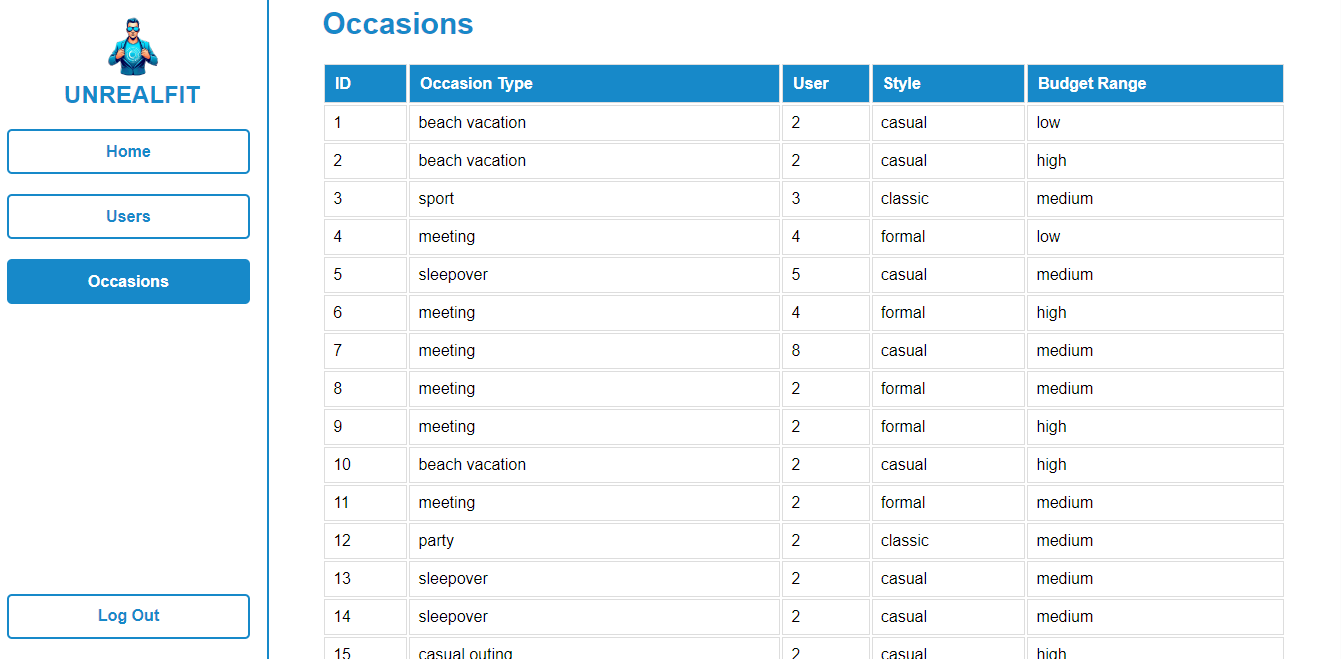 UNREALFIT
Home
Users
Occasions
Log Out
Occasions
ID Occasion Type User Style Budget Range
1 beach vacation 2 casual low
2 beach vacation 2 casual high
3 sport 3 classic medium
4 meeting 4 formal low
5 sleepover 5 casual medium
6 meeting 4 formal high
7 meeting 8 casual medium
8 meeting 2 formal medium
9 meeting 2 formal high
10 beach vacation 2 casual high
11 meeting 2 formal medium
12 party 2 classic medium
13 sleepover 2 casual medium
14 sleepover 2 casual medium
15 casual outing 2 casual high